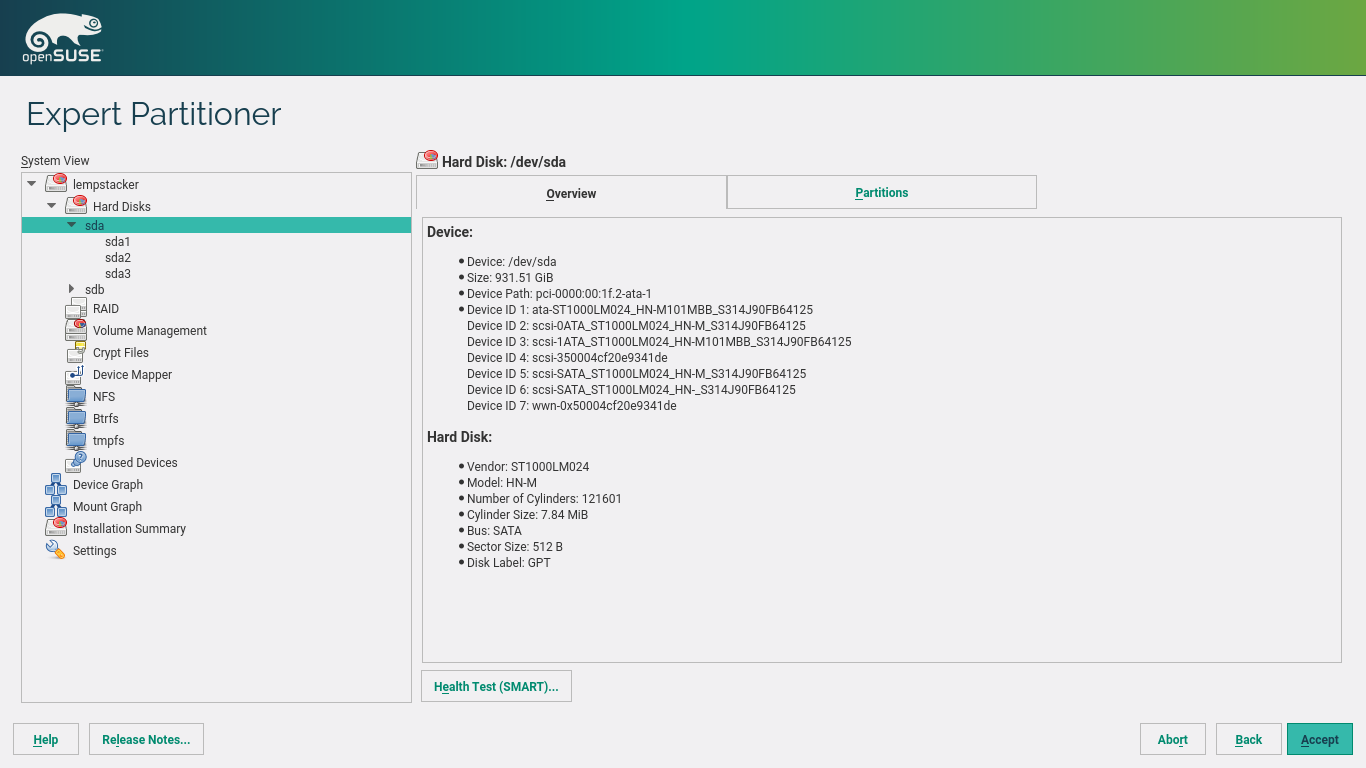 openSUSE
Expert Partitioner
System View
lempstacker
Hard Disks
sda
sda1
sda2
sda3
sdb
RAID
Volume Management
Crypt Files
Device Mapper
NFS
Btrfs
tmpfs
Unused Devices
Device Graph
Mount Graph
Installation Summary
Settings
Hard Disk: /dev/sda
Overview
Partitions
Device:
Device: /dev/sda
Size: 931.51 GiB
Device Path: pci-0000:00:1f.2-ata-1
Device ID 1: ata-ST1000LM024_HN-M101MBB_S314J90FB64125
Device ID 2: scsi-0ATA_ST1000LM024_HN-M_S314J90FB64125
Device ID 3: scsi-1ATA_ST1000LM024_HN-M101MBB_S314J90FB64125
Device ID 4: scsi-350004cf20e9341de
Device ID 5: scsi-SATA_ST1000LM024_HN-M_S314J90FB64125
Device ID 6: scsi-SATA_ST1000LM024_HN-_S314J90FB64125
Device ID 7: wwn-0x50004cf20e9341de
Hard Disk:
Vendor: ST1000LM024
Model: HN-M
Number of Cylinders: 121601
Cylinder Size: 7.84 MiB
Bus: SATA
Sector Size: 512 B
Disk Label: GPT
Health Test (SMART)...
Help
Release Notes...
Abort
Back
Accept